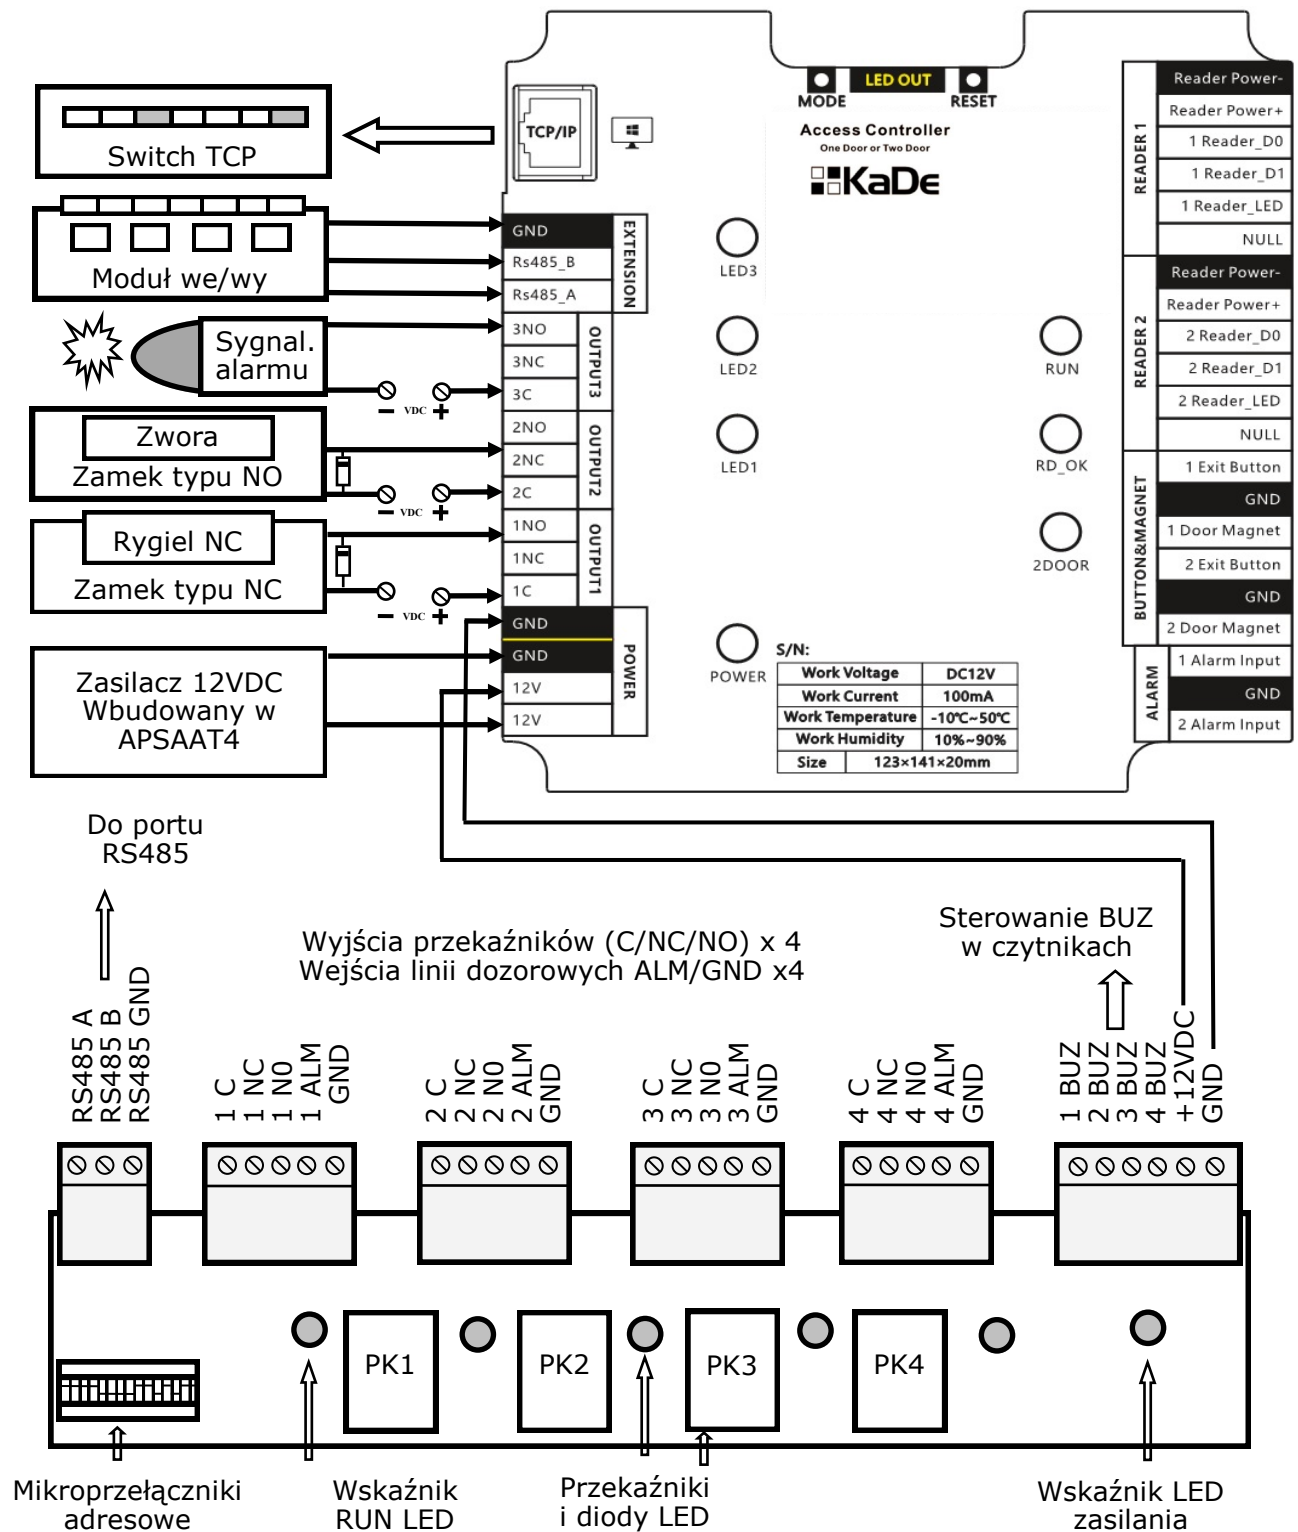 MODE
LED OUT
RESET
Access Controller
One Door or Two Door
KaDe
TCP/IP
Switch TCP
Moduł we/wy
Sygnal.
alarmu
- VDC +
Zwora
Zamek typu NO
- VDC +
Rygiel NC
Zamek typu NC
- VDC +
Zasilacz 12VDC
Wbudowany w
APSAAT4
GND
Rs485_B
Rs485_A
EXTENSION
3NO
3NC
3C
OUTPUT3
2NO
2NC
2C
OUTPUT2
1NO
1NC
1C
OUTPUT1
GND
GND
12V
12V
POWER
LED3
LED2
LED1
POWER
RUN
RD_OK
2DOOR
S/N:
Work Voltage DC12V
Work Current 100mA
Work Temperature -10℃~50℃
Work Humidity 10%~90%
Size 123×141×20mm
READER 1
Reader Power-
Reader Power+
1 Reader_D0
1 Reader_D1
1 Reader_LED
NULL
READER 2
Reader Power-
Reader Power+
2 Reader_D0
2 Reader_D1
2 Reader_LED
NULL
BUTTON&MAGNET
1 Exit Button
GND
1 Door Magnet
2 Exit Button
GND
2 Door Magnet
ALARM
1 Alarm Input
GND
2 Alarm Input
Do portu
RS485
Wyjścia przekaźników (C/NC/NO) x 4
Wejścia linii dozorowych ALM/GND x4
Sterowanie BUZ
w czytnikach
RS485 A
RS485 B
RS485 GND
1 C
1 NC
1 N0
1 ALM
GND
2 C
2 NC
2 N0
2 ALM
GND
3 C
3 NC
3 N0
3 ALM
GND
4 C
4 NC
4 N0
4 ALM
GND
1 BUZ
2 BUZ
3 BUZ
4 BUZ
+12VDC
GND
PK1
PK2
PK3
PK4
Mikroprzełączniki
adresowe
Wskaźnik
RUN LED
Przekaźniki
i diody LED
Wskaźnik LED
zasilania